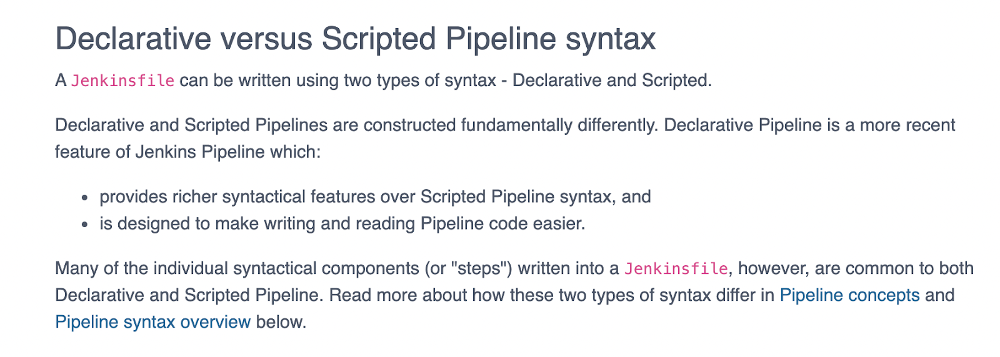 Declarative versus Scripted Pipeline syntax
A Jenkinsfile can be written using two types of syntax - Declarative and Scripted.
Declarative and Scripted Pipelines are constructed fundamentally differently. Declarative Pipeline is a more recent
feature of Jenkins Pipeline which:
• provides richer syntactical features over Scripted Pipeline syntax, and
• is designed to make writing and reading Pipeline code easier.
Many of the individual syntactical components (or "steps") written into a Jenkinsfile, however, are common to both
Declarative and Scripted Pipeline. Read more about how these two types of syntax differ in Pipeline concepts and
Pipeline syntax overview below.